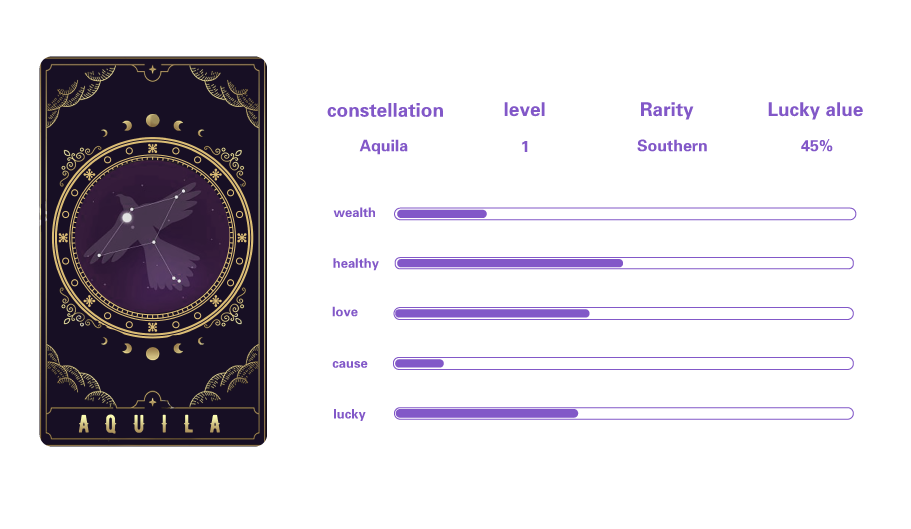 constellation level Rarity Lucky alue
Aquila 1 Southern 45%
wealth
healthy
love
cause
lucky
AQUILA